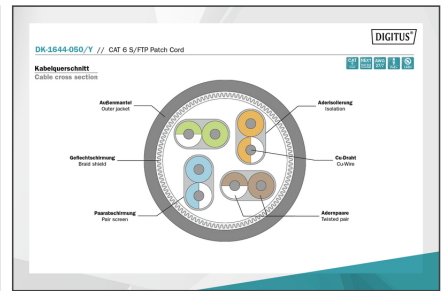 DIGITUS®
DK-1644-050/Y // CAT 6 S/FTP Patch Cord
Kabelquerschnitt
Cable cross section
Außenmantel
Outer jacket
Aderisolierung
Isolation
Geflechtschirmung
Braid shield
Cu-Draht
Cu-Wire
Paarabschirmung
Pair screen
Adernpaare
Twisted pair